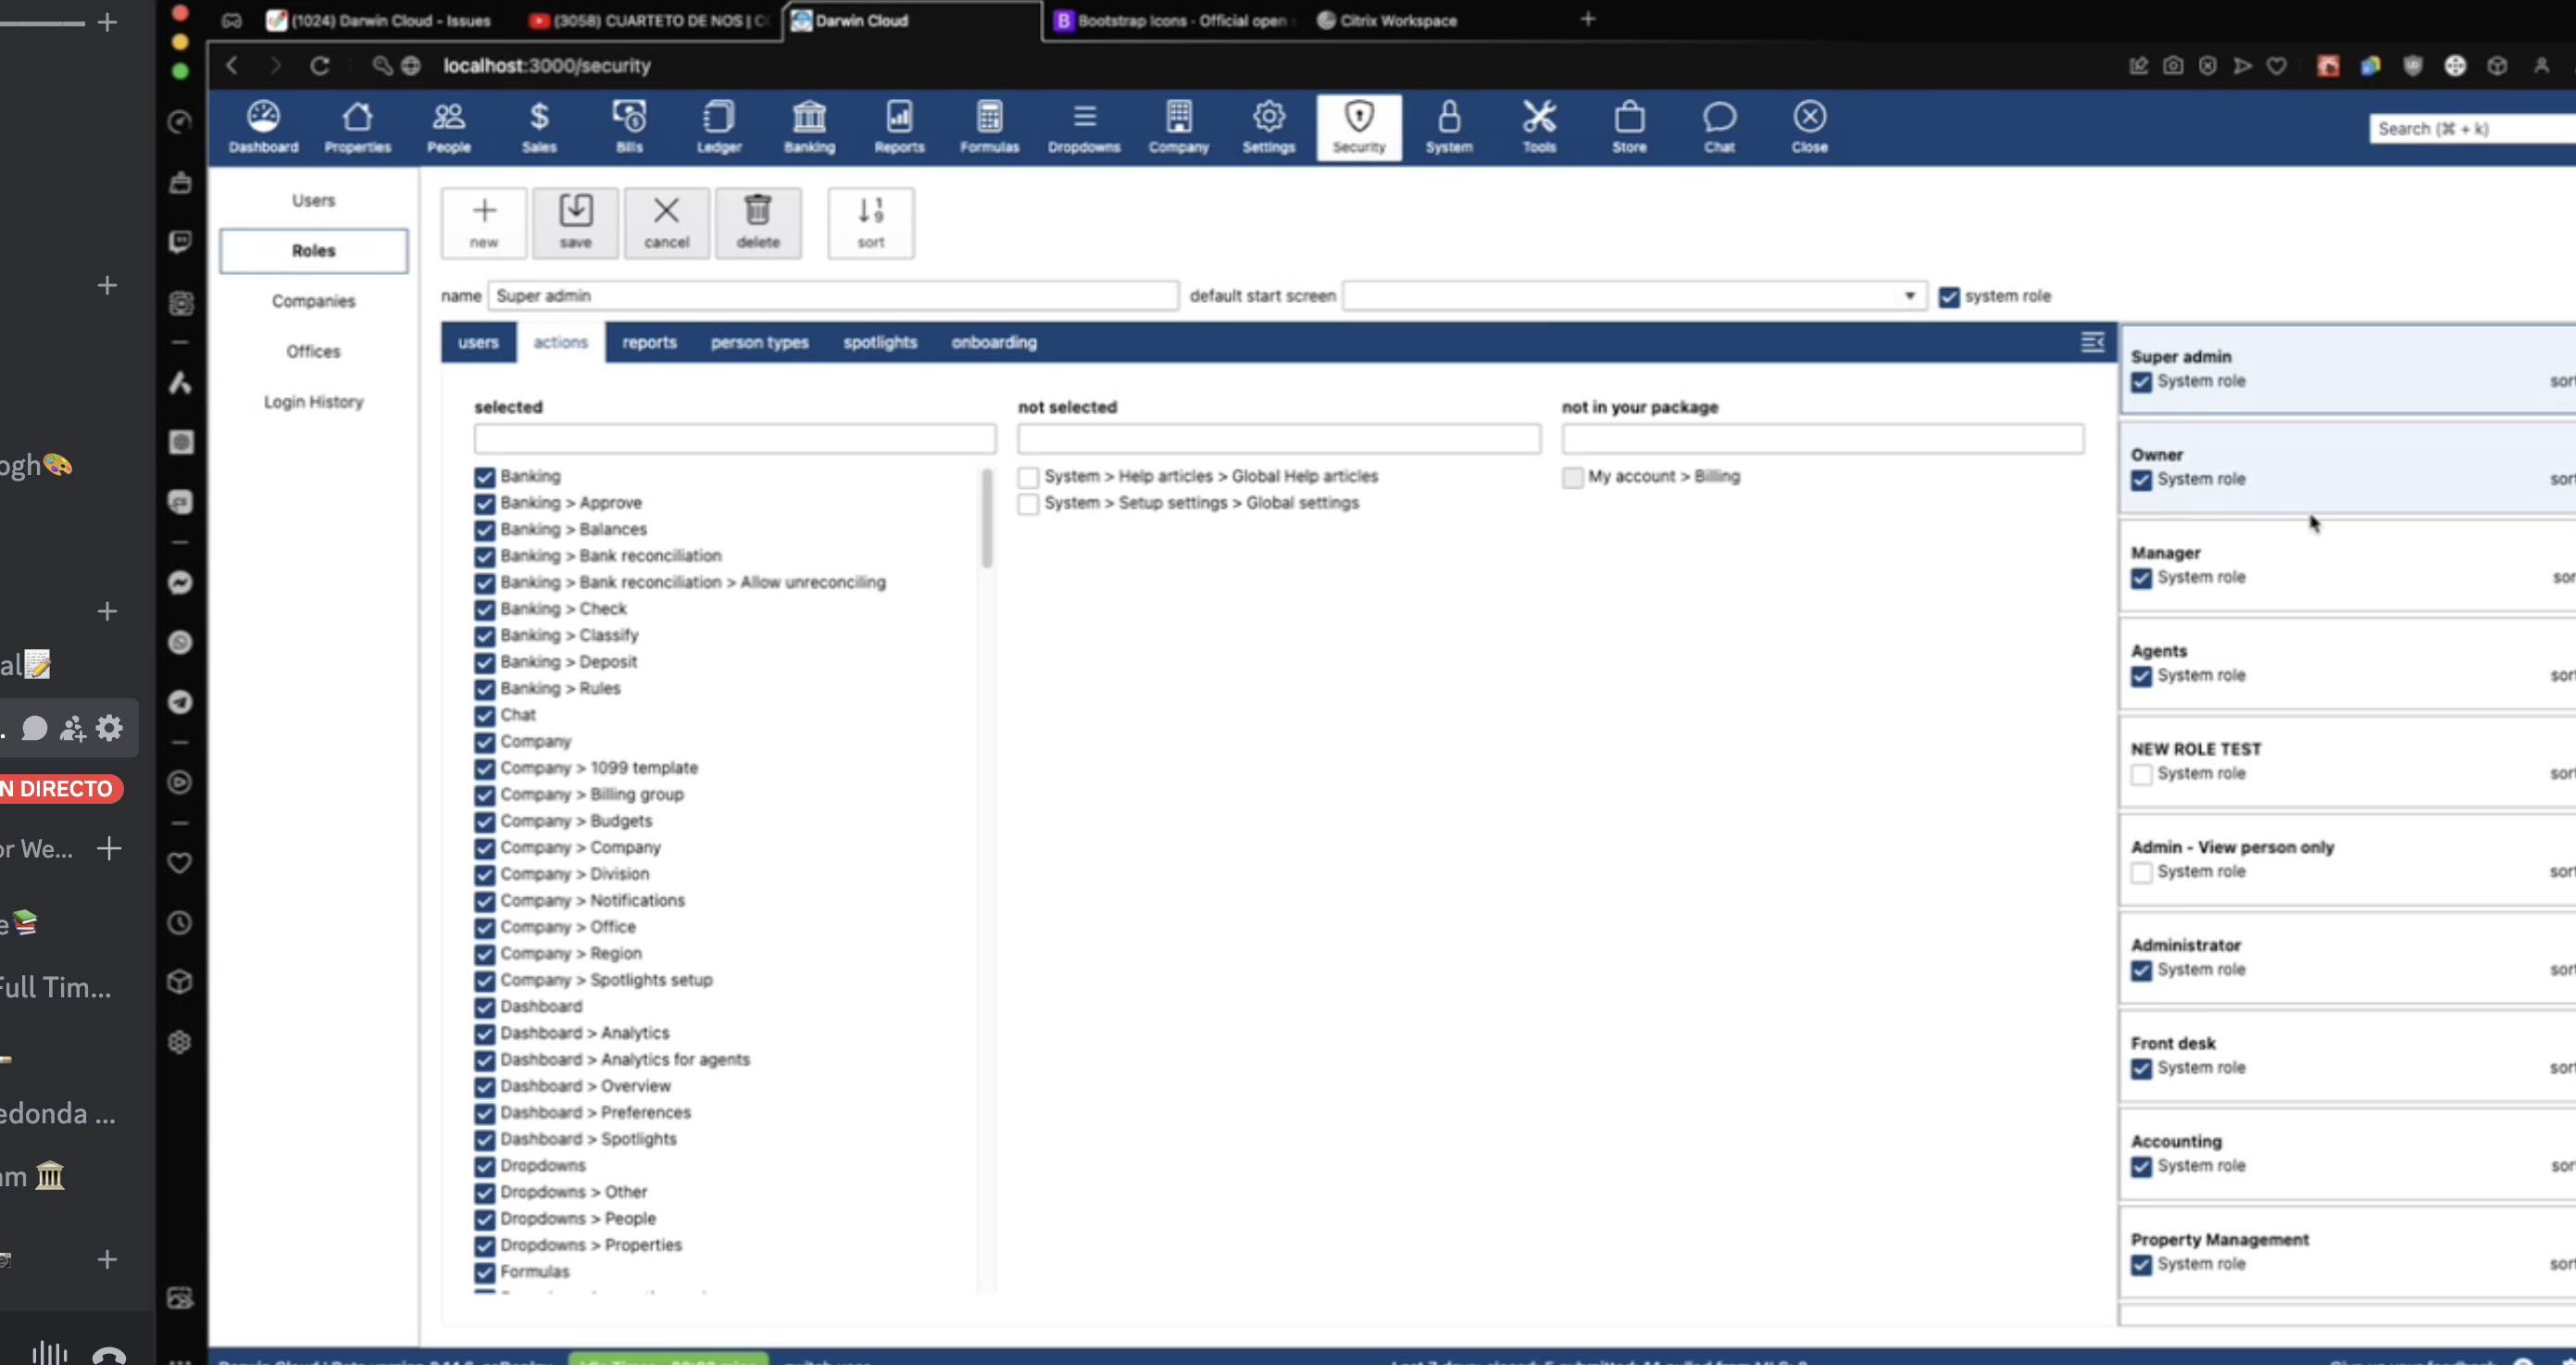 (1024) Darwin Cloud - Issues
(3058) CUARTETO DE NOS | C
Darwin Cloud
Bootstrap Icons - Official open
Citrix Workspace
localhost:3000/security
Dashboard
Properties
People
Sales
Bills
Ledger
Banking
Reports
Formulas
Dropdowns
Company
Settings
Security
System
Tools
Store
Chat
Close
Search (⌘ + k)
Users
Roles
Companies
Offices
Login History
new
save
cancel
delete
sort
name
Super admin
default start screen
system role
users
actions
reports
person types
spotlights
onboarding
selected
Banking
Banking > Approve
Banking > Balances
Banking > Bank reconciliation
Banking > Bank reconciliation > Allow unreconciling
Banking > Check
Banking > Classify
Banking > Deposit
Banking > Rules
Chat
Company
Company > 1099 template
Company > Billing group
Company > Budgets
Company > Company
Company > Division
Company > Notifications
Company > Office
Company > Region
Company > Spotlights setup
Dashboard
Dashboard > Analytics
Dashboard > Analytics for agents
Dashboard > Overview
Dashboard > Preferences
Dashboard > Spotlights
Dropdowns
Dropdowns > Other
Dropdowns > People
Dropdowns > Properties
Formulas
not selected
System > Help articles > Global Help articles
System > Setup settings > Global settings
not in your package
My account > Billing
Super admin
System role sort
Owner
System role sort
Manager
System role sor
Agents
System role sort
NEW ROLE TEST
System role sort
Admin - View person only
System role sort
Administrator
System role sort
Front desk
System role sort
Accounting
System role sort
Property Management
System role sort
ogh🎨
al📝
N DIRECTO
or We...
e📚
Full Tim...
edonda ...
am 🏛️